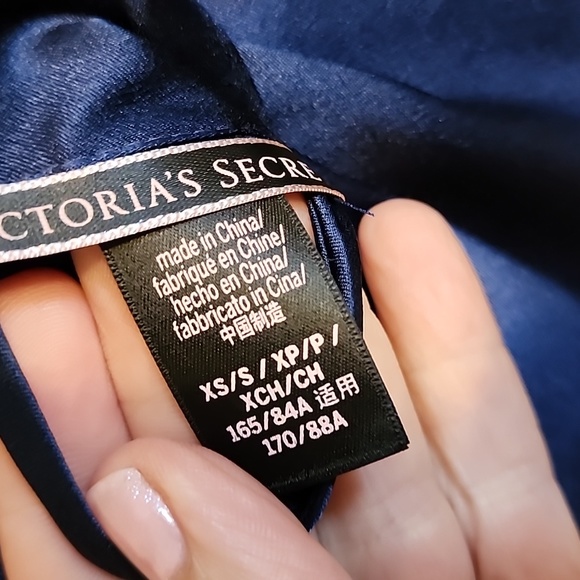 CTORIA'S SECRE
made in China/
fabriqué en Chine/
hecho en China/
fabbricato in Cina/
中国制造
XS/S / XP/P /
XCH/CH
165/84A 适用
170/88A